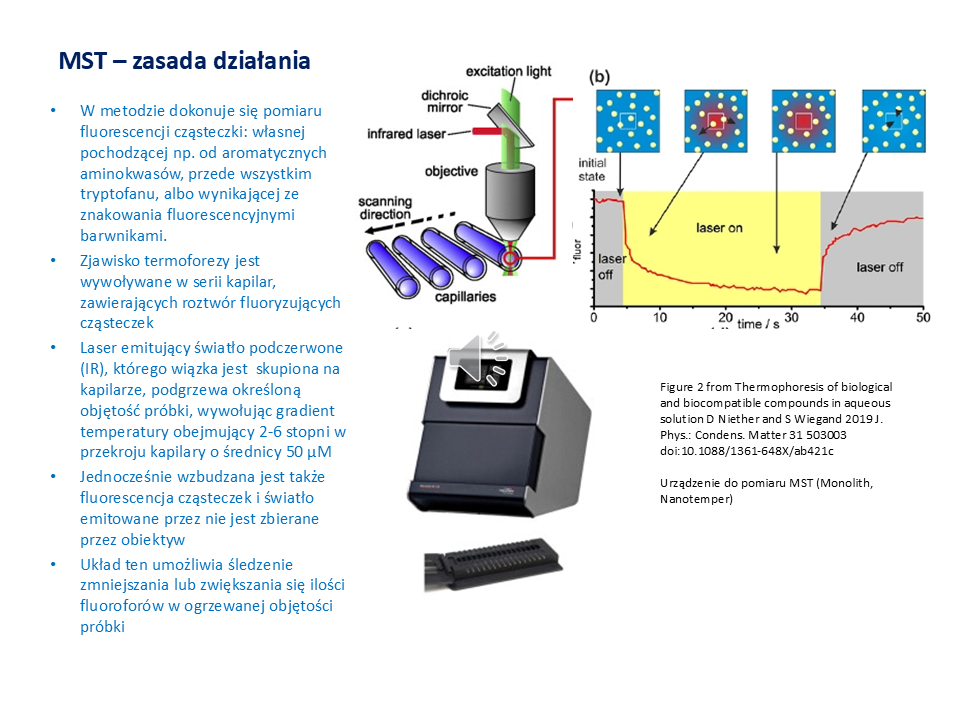 MST – zasada działania
• W metodzie dokonuje się pomiaru
fluorescencji cząsteczki: własnej
pochodzącej np. od aromatycznych
aminokwasów, przede wszystkim
tryptofanu, albo wynikającej ze
znakowania fluorescencyjnymi
barwnikami.
• Zjawisko termoforezy jest
wywoływane w serii kapilar,
zawierających roztwór fluoryzujących
cząsteczek
• Laser emitujący światło podczerwone
(IR), którego wiązka jest skupiona na
kapilarze, podgrzewa określoną
objętość próbki, wywołując gradient
temperatury obejmujący 2-6 stopni w
przekroju kapilary o średnicy 50 µM
• Jednocześnie wzbudzana jest także
fluorescencja cząsteczek i światło
emitowane przez nie jest zbierane
przez obiektyw
• Układ ten umożliwia śledzenie
zmniejszania lub zwiększania się ilości
fluoroforów w ogrzewanej objętości
próbki
excitation light
dichroic
mirror
infrared laser
objective
scanning
direction
capillaries
(b)
initial
state
fluor
laser
off
laser on
laser off
0 10 20 30 40 50
time / s
Figure 2 from Thermophoresis of biological
and biocompatible compounds in aqueous
solution D Niether and S Wiegand 2019 J.
Phys.: Condens. Matter 31 503003
doi:10.1088/1361-648X/ab421c
Urządzenie do pomiaru MST (Monolith,
Nanotemper)